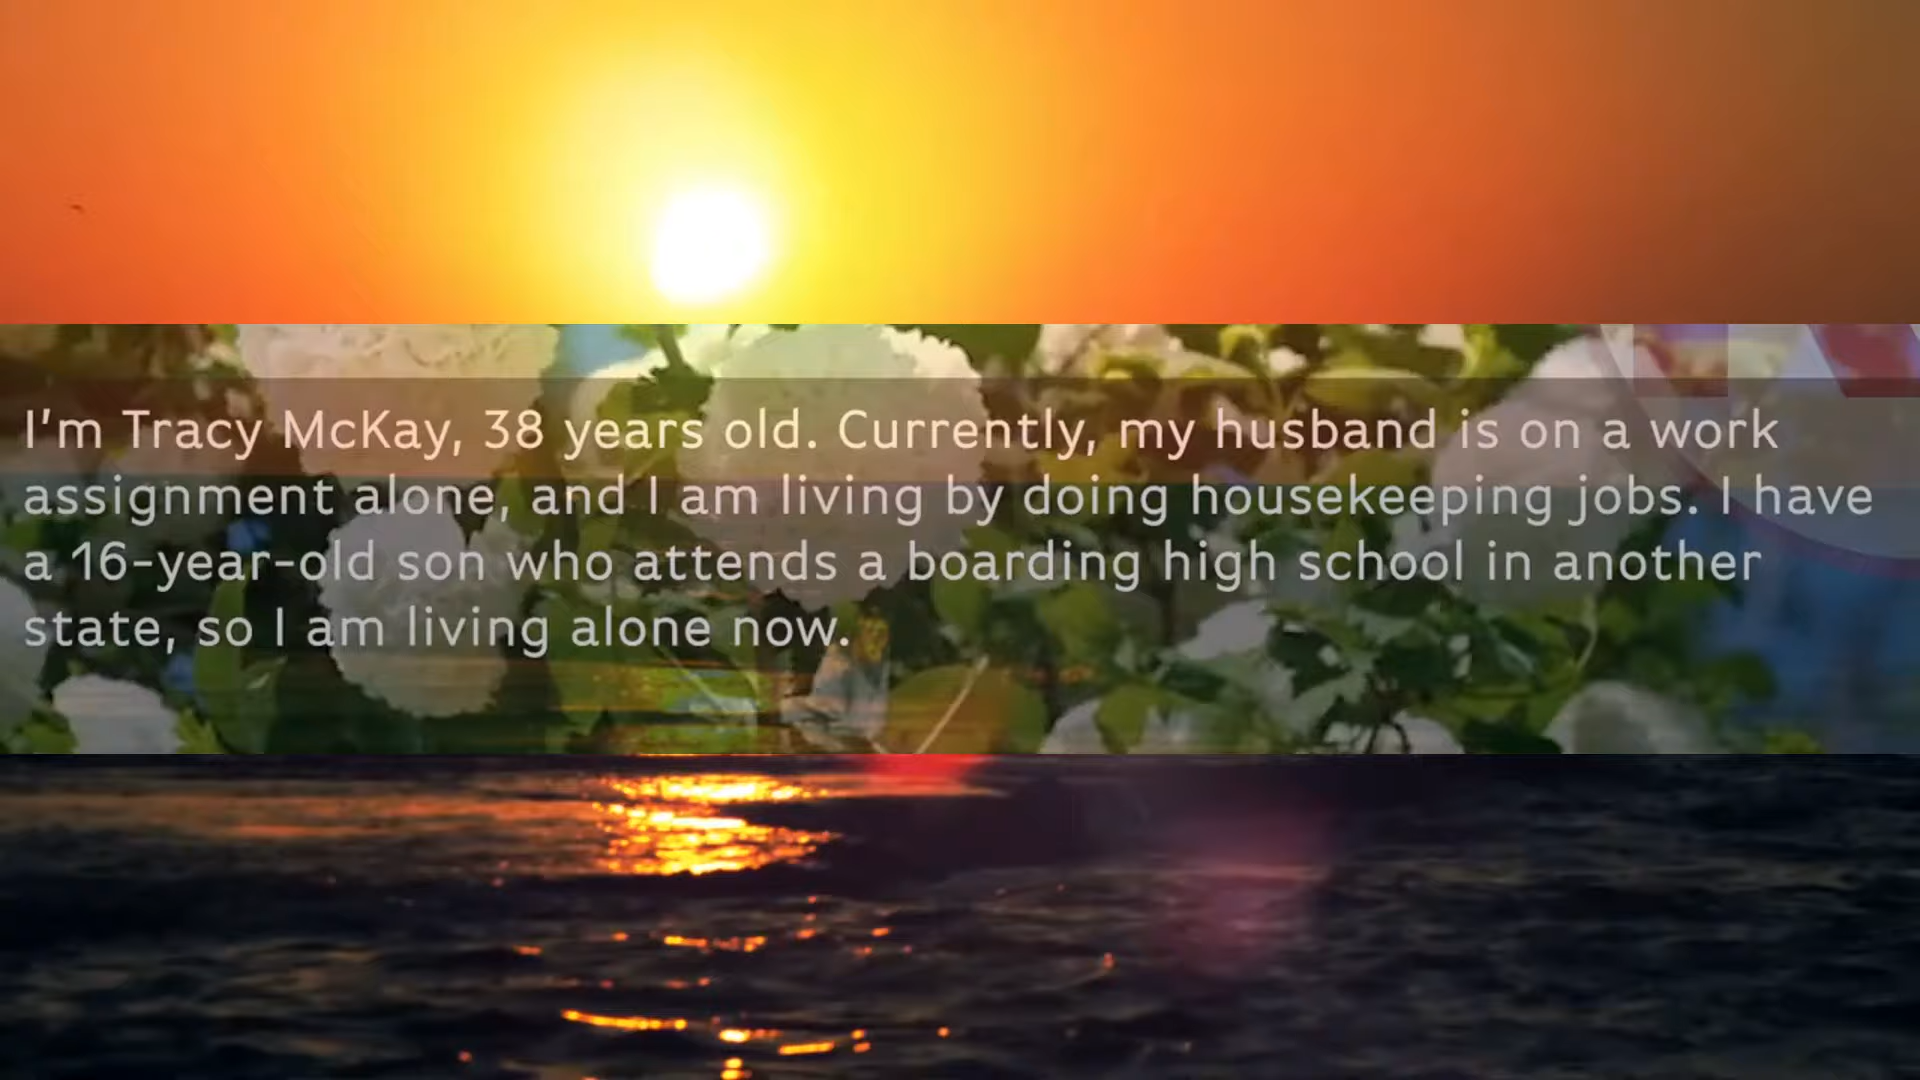 I'm Tracy McKay, 38 years old. Currently, my husband is on a work
assignment alone, and I am living by doing housekeeping jobs. I have
a 16-year-old son who attends a boarding high school in another
state, so I am living alone now.